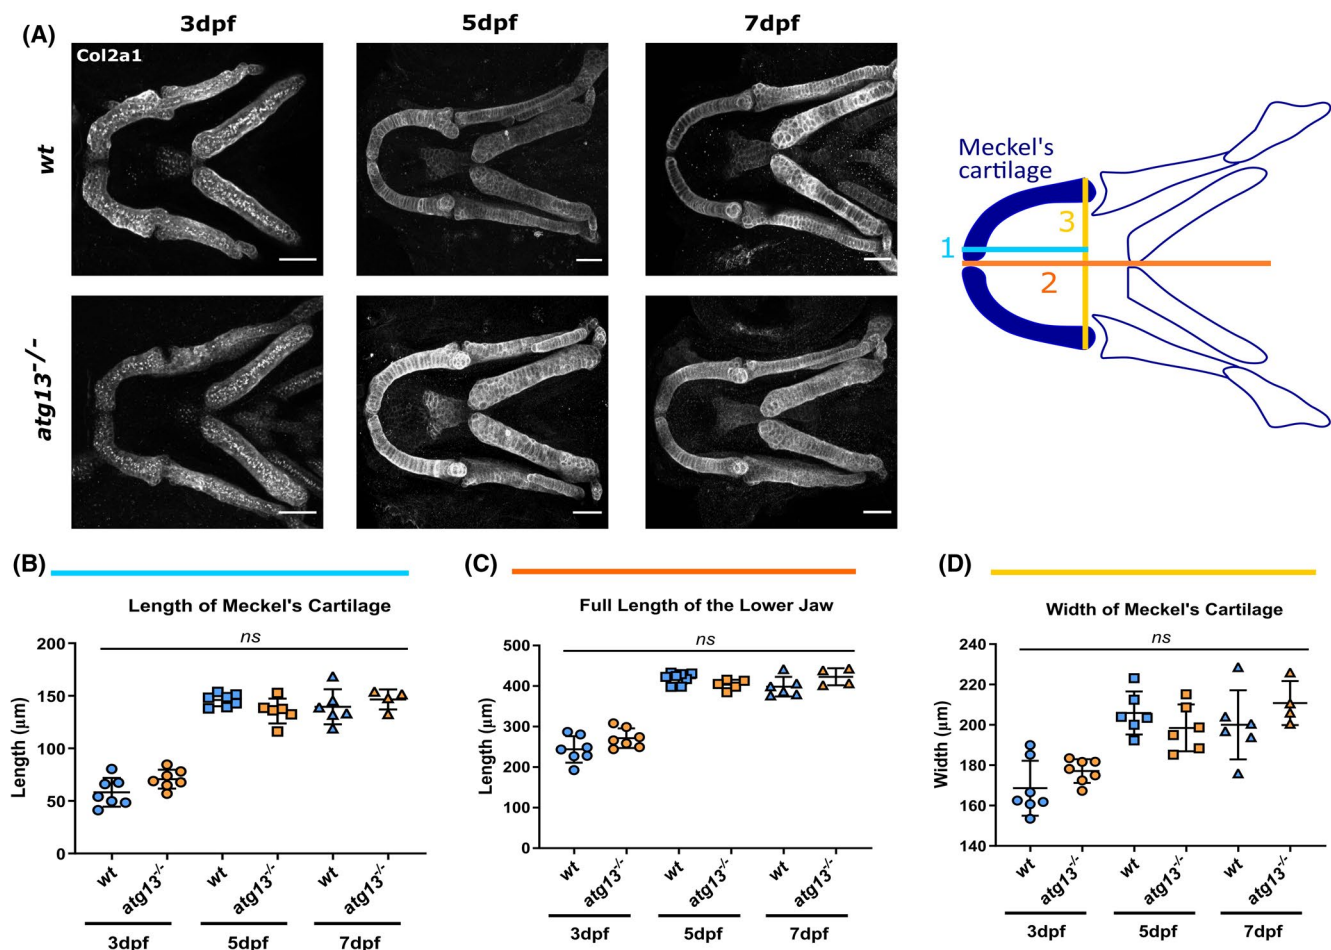 (A)
3dpf
5dpf
7dpf
Col2a1
wt
atg13-/-
Meckel's
cartilage
1
2
3
(B)
Length of Meckel's Cartilage
ns
Length (μm)
200
150
100
50
0
wt
atg13-/-
wt
atg13-/-
wt
atg13-/-
3dpf
5dpf
7dpf
(C)
Full Length of the Lower Jaw
ns
Length (μm)
500
400
300
200
100
0
wt
atg13-/-
wt
atg13-/-
wt
atg13-/-
3dpf
5dpf
7dpf
(D)
Width of Meckel's Cartilage
ns
Width (μm)
240
220
200
180
160
140
wt
atg13-/-
wt
atg13-/-
wt
atg13-/-
3dpf
5dpf
7dpf